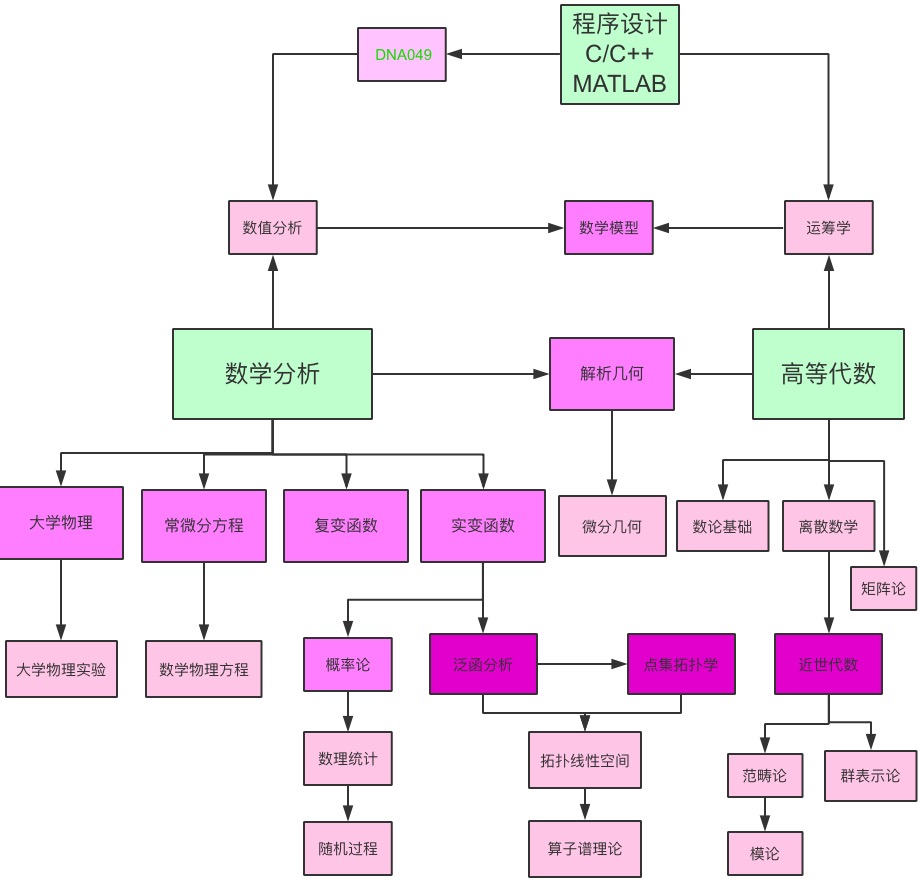 程序设计
C/C++
MATLAB
DNA049
数值分析
数学模型
运筹学
数学分析
解析几何
高等代数
大学物理
常微分方程
复变函数
实变函数
微分几何
数论基础
离散数学
矩阵论
大学物理实验
数学物理方程
概率论
泛函分析
点集拓扑学
近世代数
数理统计
拓扑线性空间
范畴论
群表示论
随机过程
算子谱理论
模论